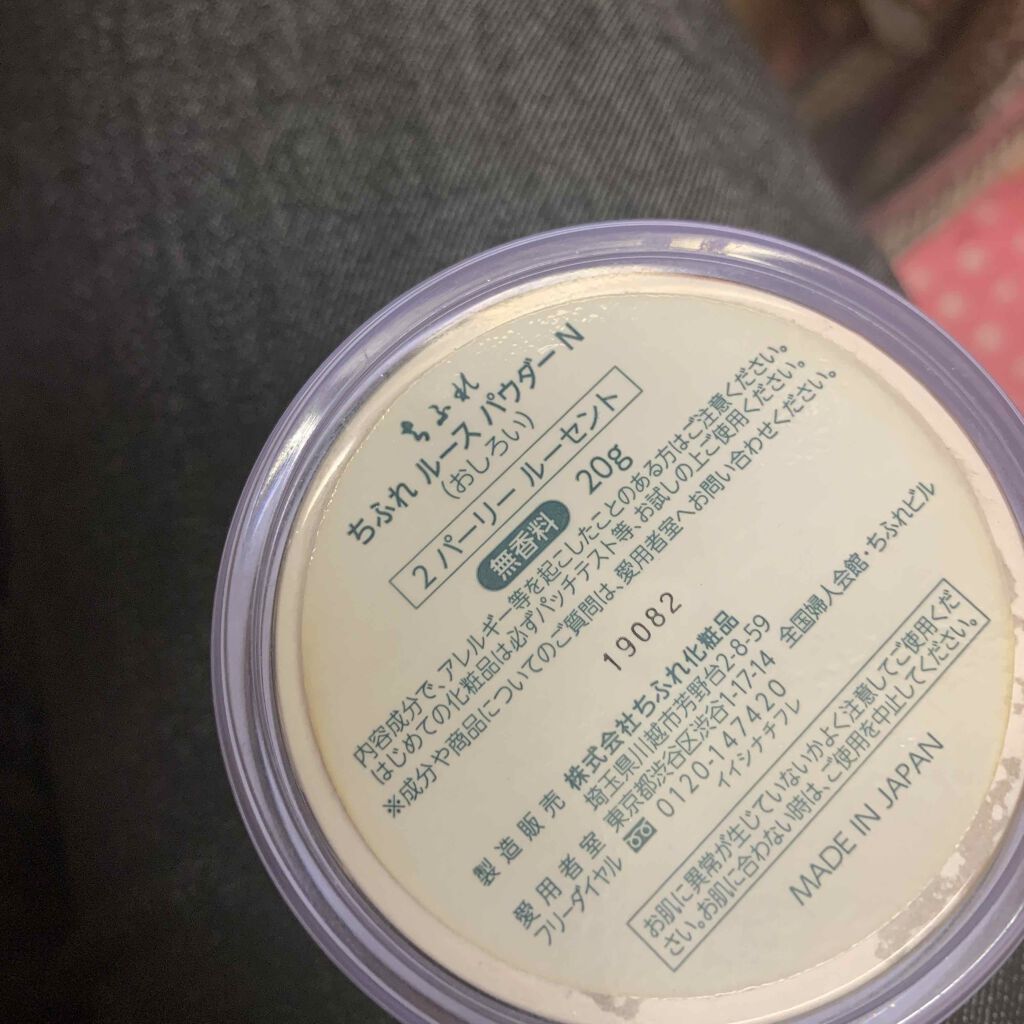 ちふれ
ちふれ ルース パウダー N
(おしろい)
2 パーリー ルーセント
無香料 20g
内容成分で、アレルギー等を起こしたことのある方はご注意ください。
はじめての化粧品は必ずパッチテスト等、お試しの上ご使用ください。
※成分や商品についてのご質問は、愛用者室へお問い合わせください。
19082
製造販売 株式会社ちふれ化粧品
埼玉県川越市芳野台2-8-59
愛用者室 東京都渋谷区渋谷1-17-14 全国婦人会館・ちふれビル
フリーダイヤル 0120-147420
イイシナチフレ
お肌に異常が生じていないかよく注意してご使用くだ
さい。お肌に合わない時は、ご使用を中止してください。
MADE IN JAPAN